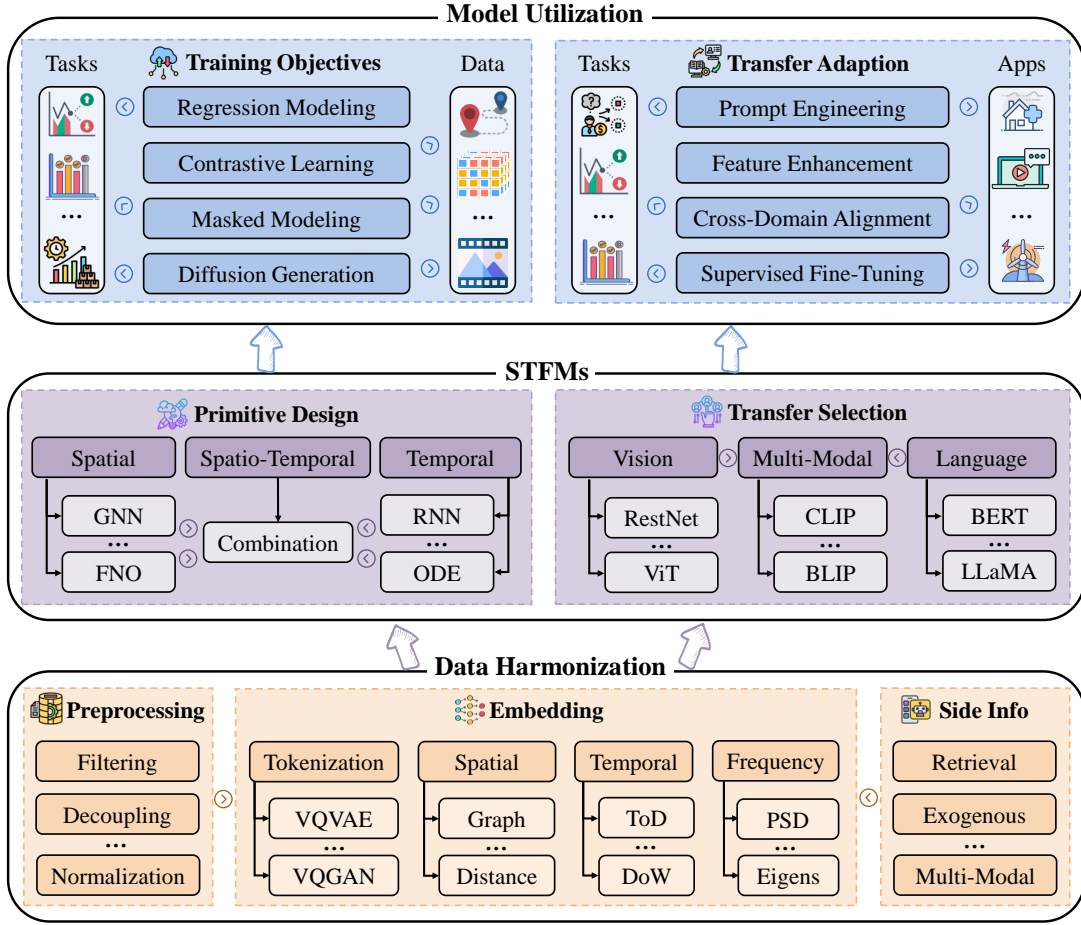 Model Utilization
Tasks
Training Objectives
Data
Regression Modeling
Contrastive Learning
...
Masked Modeling
...
Diffusion Generation
Tasks
Transfer Adaption
Apps
Prompt Engineering
Feature Enhancement
...
Cross-Domain Alignment
...
Supervised Fine-Tuning
STFMs
Primitive Design
Spatial
Spatio-Temporal
Temporal
GNN
...
FNO
Combination
RNN
...
ODE
Transfer Selection
Vision
Multi-Modal
Language
RestNet
...
ViT
CLIP
...
BLIP
BERT
...
LLaMA
Data Harmonization
Preprocessing
Filtering
Decoupling
...
Normalization
Embedding
Tokenization
VQVAE
...
VQGAN
Spatial
Graph
...
Distance
Temporal
ToD
...
DoW
Frequency
PSD
...
Eigens
Side Info
Retrieval
Exogenous
...
Multi-Modal